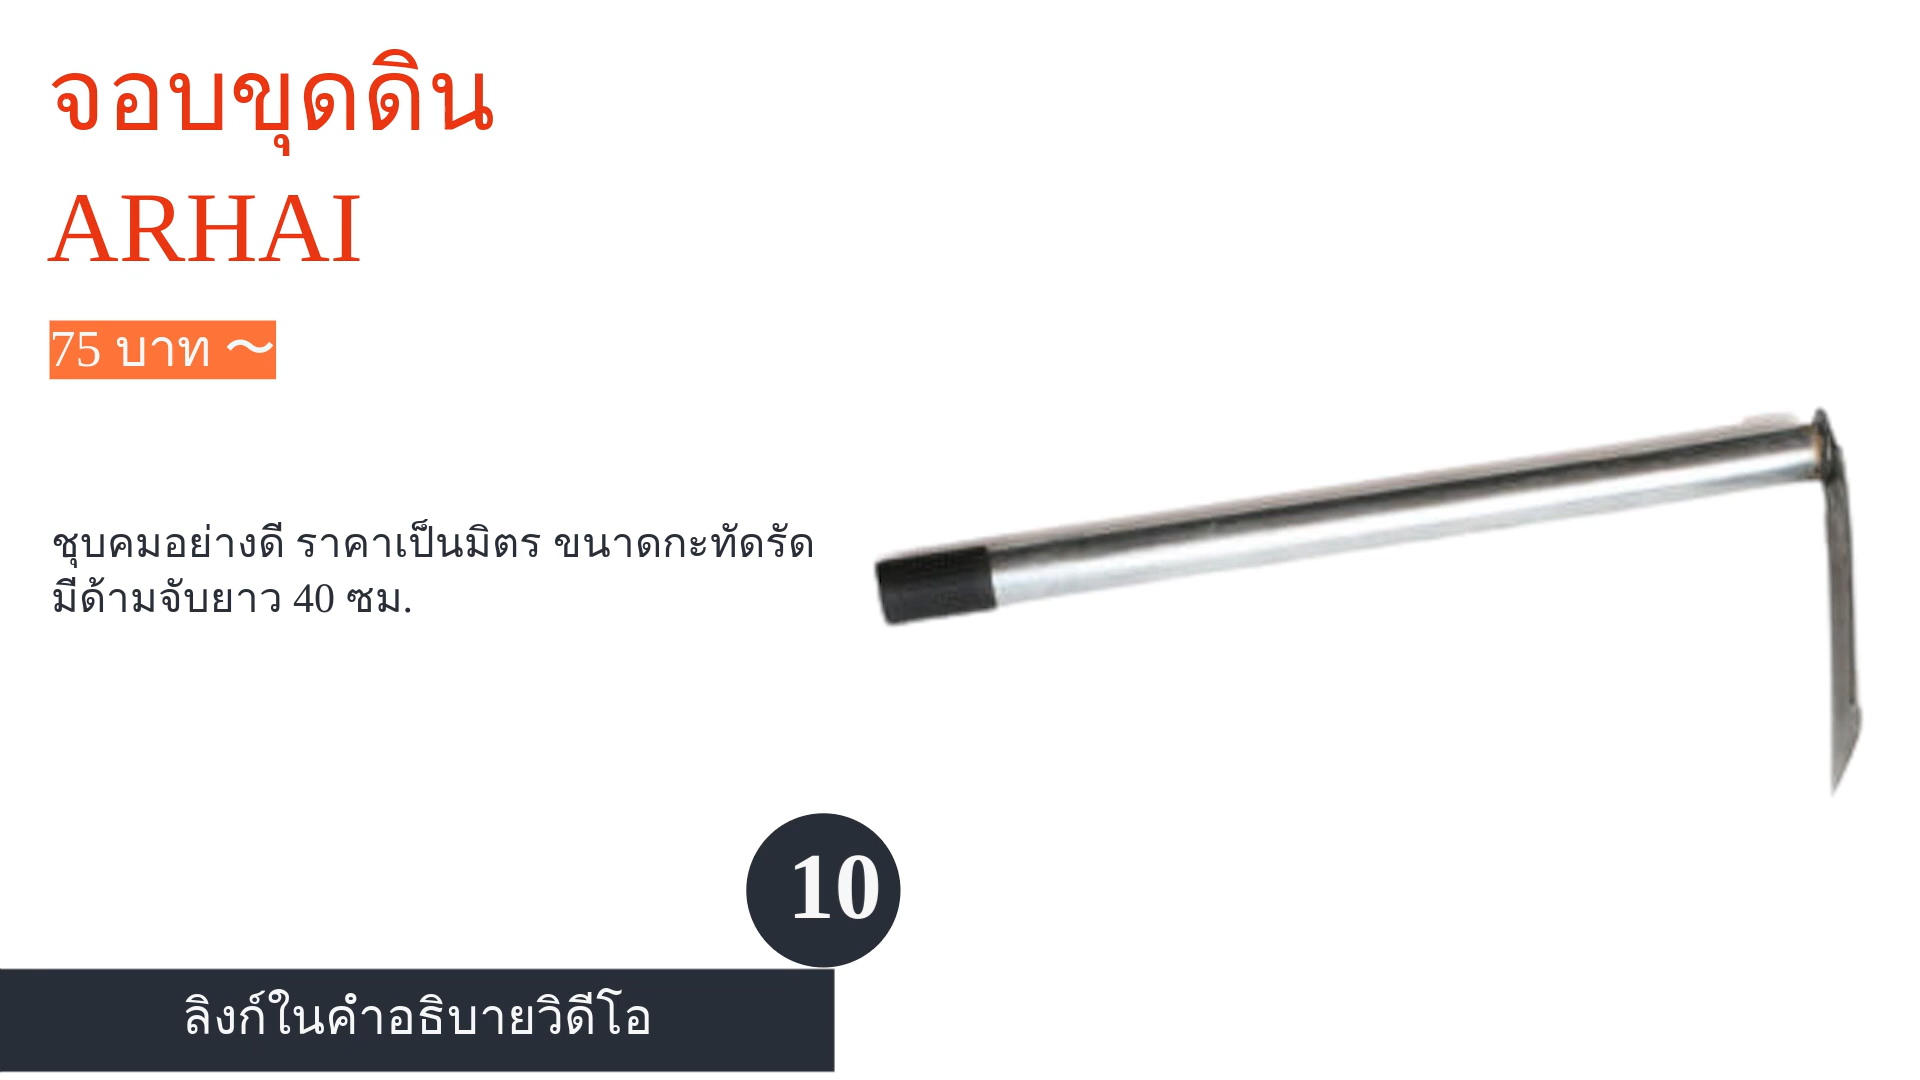 จอบขุดดิน
ARHAI
75 บาท ～
ชุบคมอย่างดี ราคาเป็นมิตร ขนาดกะทัดรัด
มีด้ามจับยาว 40 ซม.
10
ลิงก์ในคำอธิบายวิดีโอ